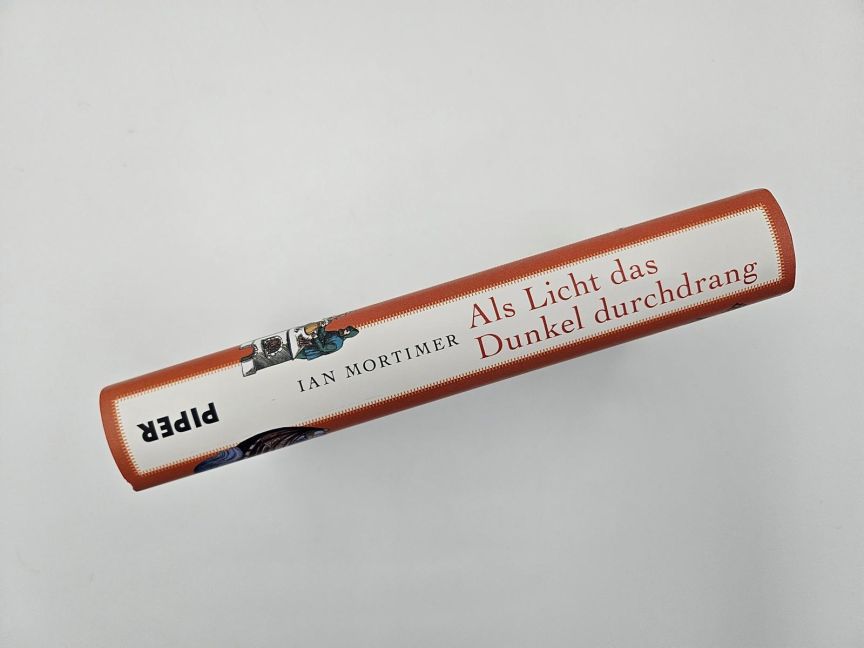 IAN MORTIMER
Als Licht das
Dunkel durchdrang
PIPER